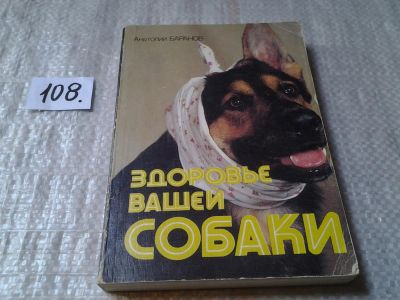 108.
Анатолий БАРАНОВ
ЗДОРОВЬЕ
ВАШЕЙ
СОБАКИ